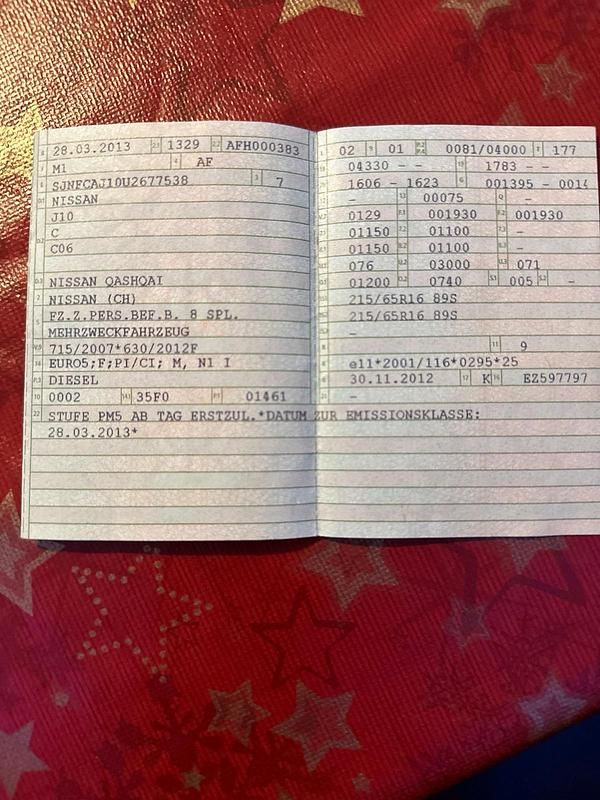 28.03.2013 1329 AFH000383
M1 AF
SJNFCAJ10U2677538 7
NISSAN
J10
C
C06
NISSAN QASHQAI
NISSAN (CH)
FZ.Z.PERS.BEF.B. 8 SPL.
MEHRZWECKFAHRZEUG
715/2007*630/2012F
EURO5;F;PI/CI; M, N1 I
DIESEL
10 0002 35F0 01461
22 STUFE PM5 AB TAG ERSTZUL.*DATUM ZUR EMISSIONSKLASSE:
28.03.2013*
02 01 0081/04000 177
04330 - - 1783 - -
1606 - 1623 001395 - 0014
- 00075 -
0129 001930 001930
01150 01100 -
01150 01100 -
076 03000 071
01200 0740 005 -
215/65R16 89S
215/65R16 89S
-
11 9
e11*2001/116*0295*25
30.11.2012 K EZ597797
-